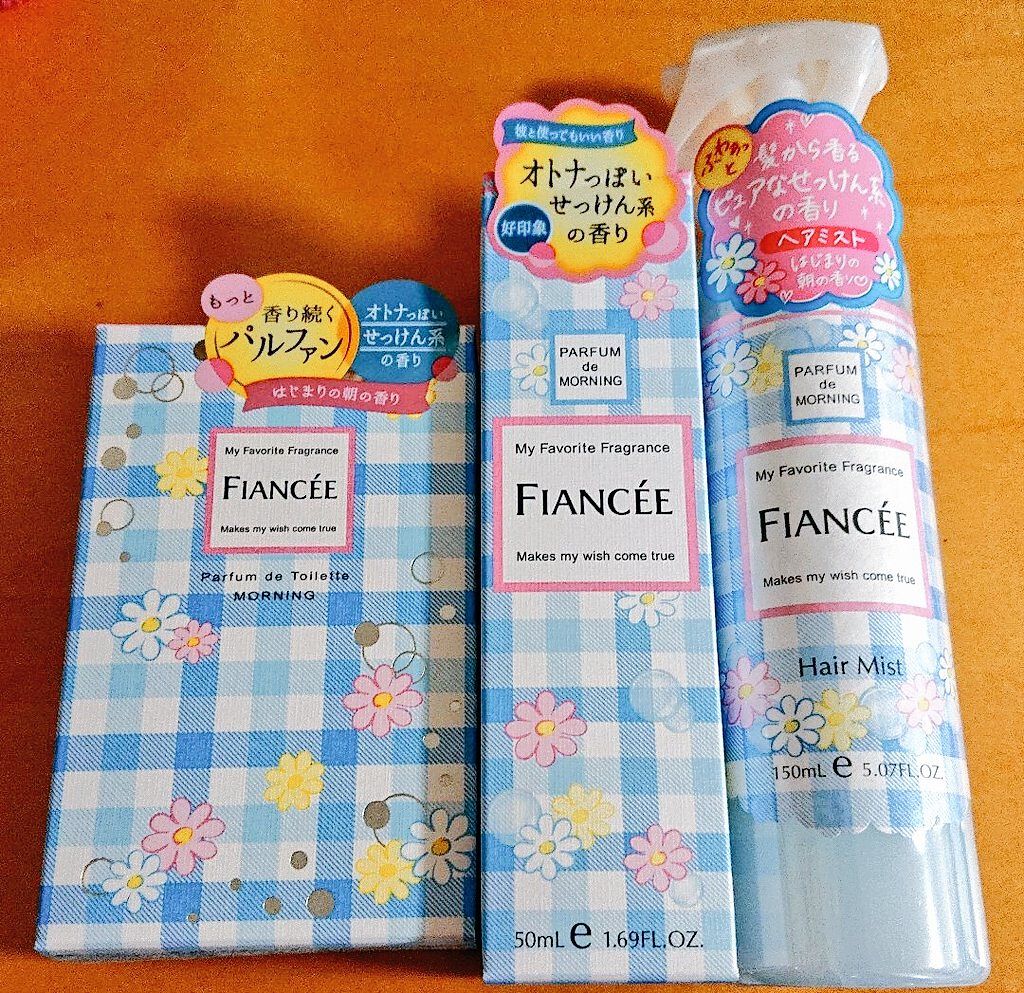 もっと
香り続く
パルファン
オトナっぽい
せっけん系
の香り
はじまりの朝の香り
My Favorite Fragrance
FIANCÉE
Makes my wish come true
Parfum de Toilette
MORNING
彼と使ってもいい香り
オトナっぽい
せっけん系
の香り
好印象
PARFUM
de
MORNING
My Favorite Fragrance
FIANCÉE
Makes my wish come true
50mL e 1.69FL.OZ.
ふわぁっ
と
髪から香る
ピュアなせっけん系
の香り
ヘアミスト
はじまりの
朝の香り♡
PARFUM
de
MORNING
My Favorite Fragrance
FIANCÉE
Makes my wish come true
Hair Mist
150mL e 5.07FL.OZ.